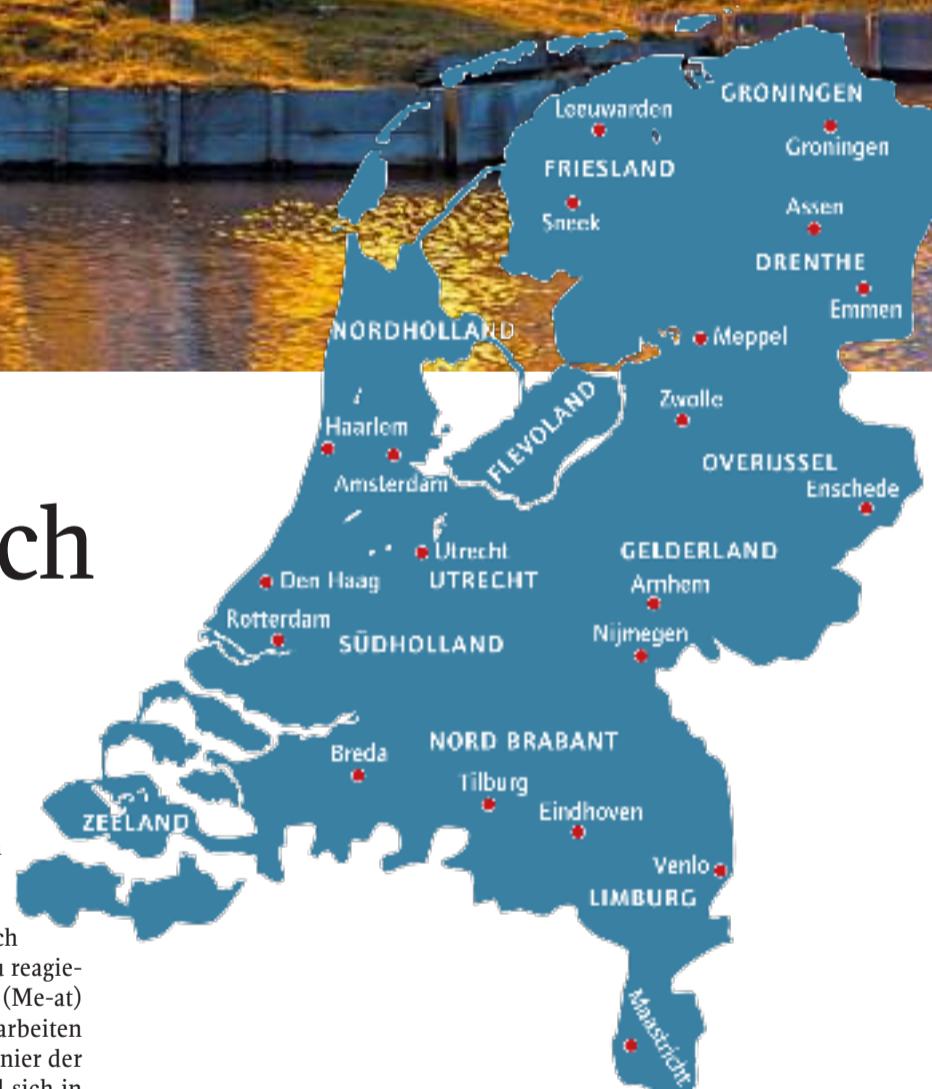 GRONINGEN
Leeuwarden
Groningen
FRIESLAND
Sneek
Assen
DRENTHE
Emmen
NORDHOLLAND
Meppel
FLEVOLAND
Zwolle
Haarlem
Amsterdam
OVERIJSSEL
Enschede
ch
Utrecht
UTRECHT
GELDERLAND
Den Haag
Arnhem
Rotterdam
Nijmegen
SÜDHOLLAND
NORD BRABANT
Breda
Tilburg
Eindhoven
ZEELAND
Venlo
LIMBURG
Maastricht
ch
reagie-
(Me-at)
arbeiten
nier der
sich in